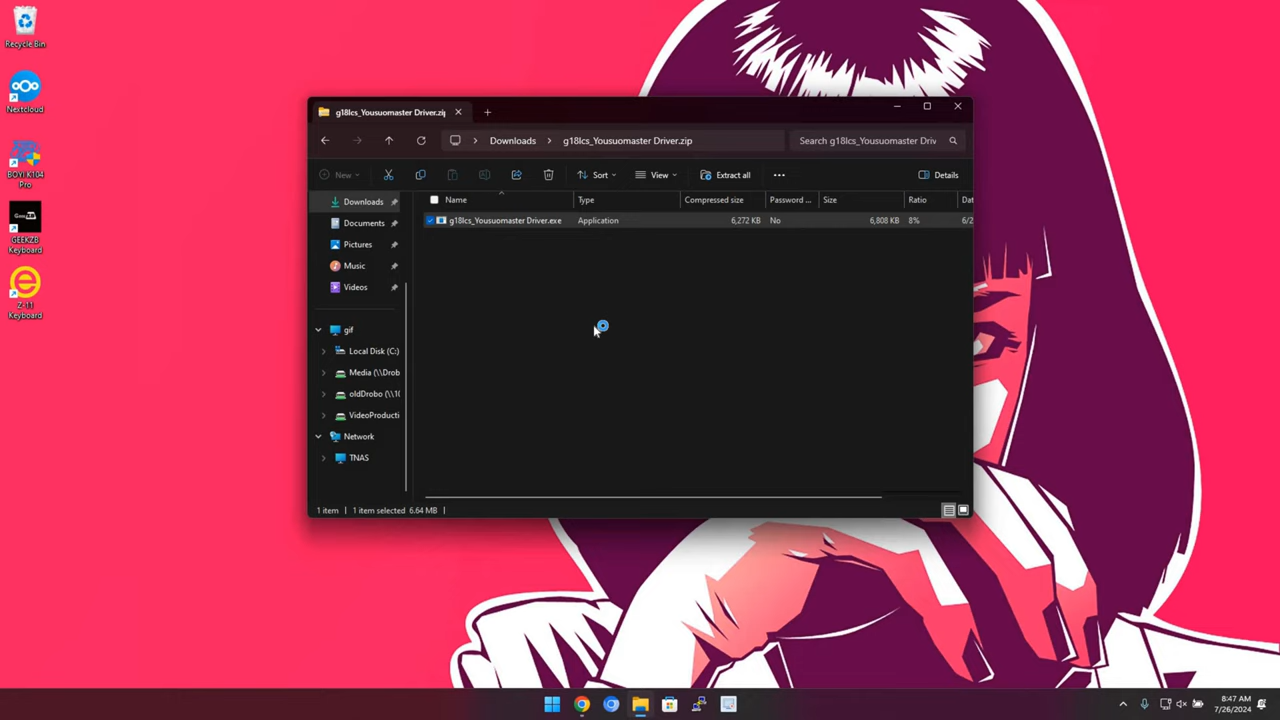 Recycle Bin
Nextcloud
BOYI K104
Pro
GEEKZB
Keyboard
Z-11
Keyboard
g18lcs_Yousuomaster Driver.zip
Downloads
g18lcs_Yousuomaster Driver.zip
Search g18lcs_Yousuomaster Driv
New
Sort
View
Extract all
Details
Downloads
Documents
Pictures
Music
Videos
gif
Local Disk (C:)
Media (\\Drob
oldDrobo (\\10
VideoProducti
Network
TNAS
Name
Type
Compressed size
Password ...
Size
Ratio
Dat
g18lcs_Yousuomaster Driver.exe
Application
6,272 KB
No
6,808 KB
8%
6/2
1 item
1 item selected 6.64 MB
8:47 AM
7/26/2024